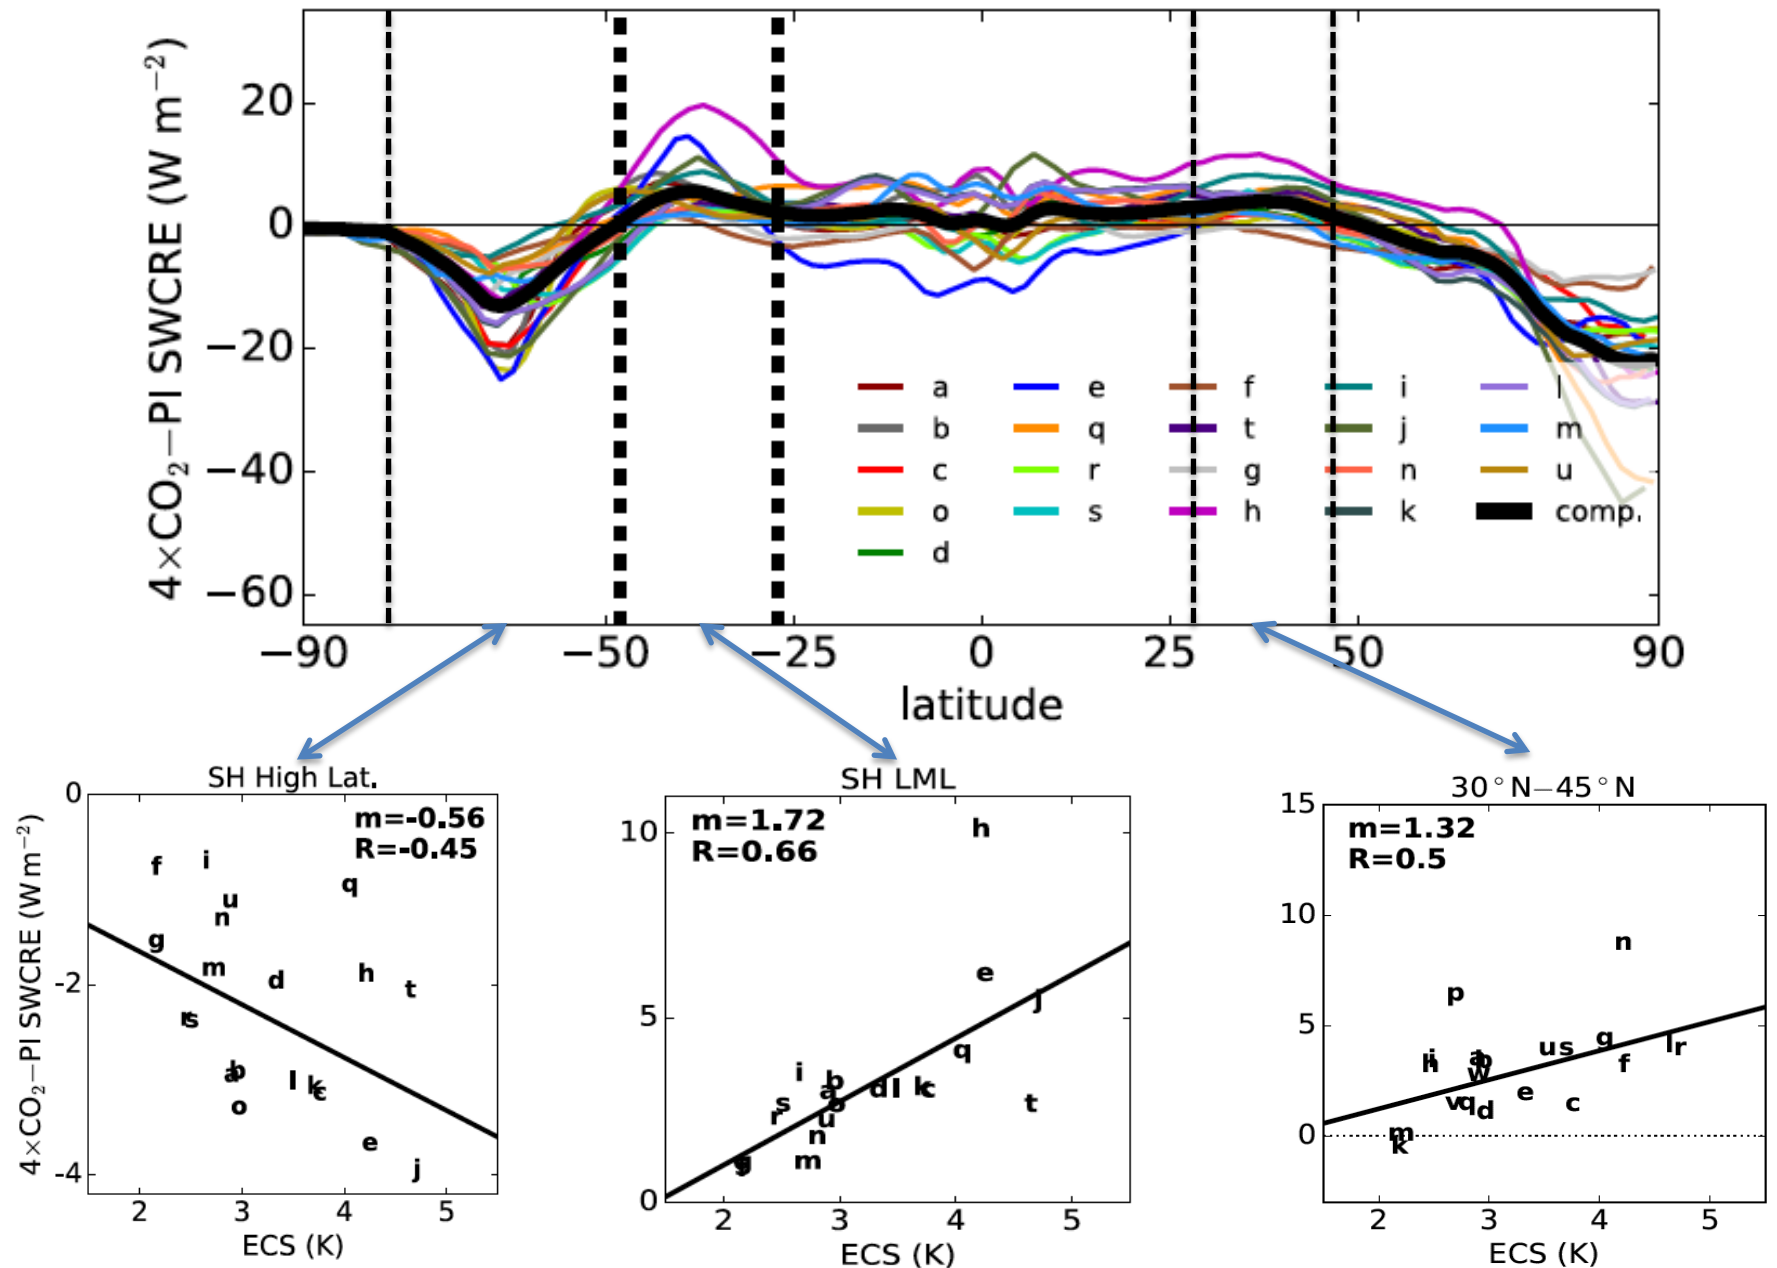 4×CO₂−PI SWCRE (W m⁻²)
20
0
−20
−40
−60
−90
−50
−25
0
25
50
90
latitude
a e f i l
b q t j m
c r g n u
o s h k comp.
d
SH High Lat.
m=-0.56
R=-0.45
4×CO₂−PI SWCRE (W m⁻²)
0
-2
-4
f i u n q g m d h t r s a b o l k c e j
2 3 4 5
ECS (K)
SH LML
m=1.72
R=0.66
10
5
0
h e j q i b a s r o u n m d l k c t g
2 3 4 5
ECS (K)
30°N−45°N
m=1.32
R=0.5
15
10
5
0
n p g u s l r f i h a b w e v q d c m k
2 3 4 5
ECS (K)